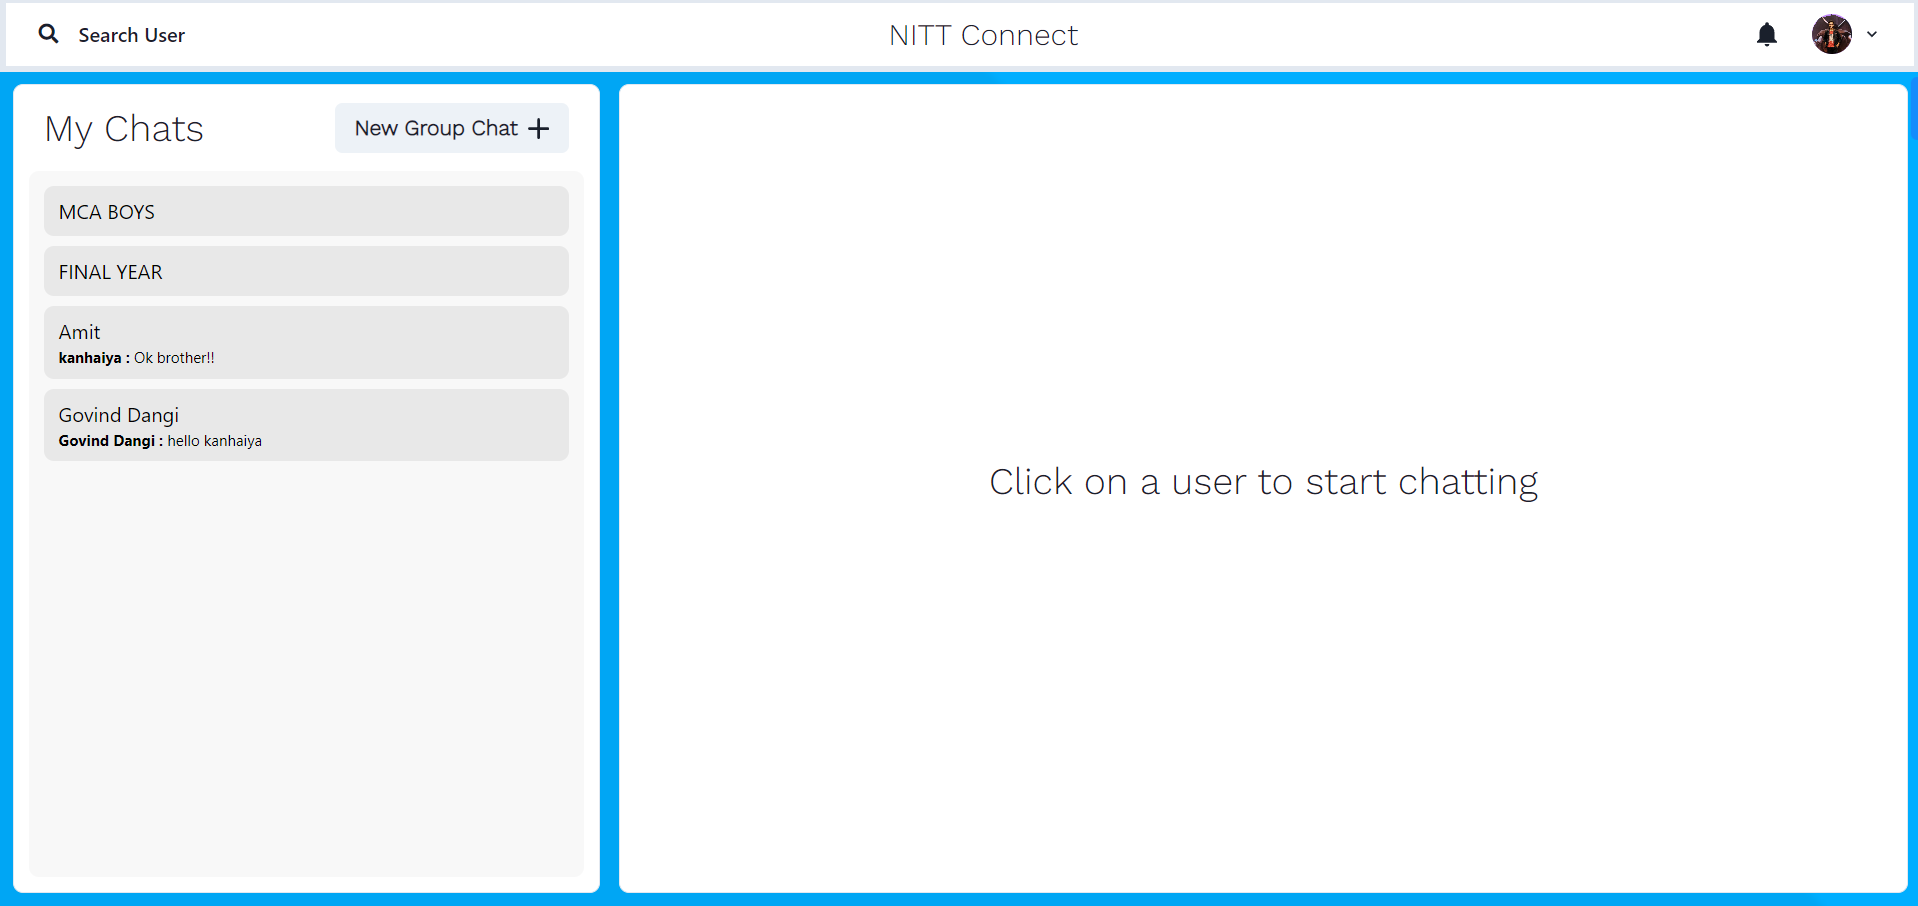 Search User
NITT Connect
My Chats
New Group Chat
MCA BOYS
FINAL YEAR
Amit
kanhaiya : Ok brother!!
Govind Dangi
Govind Dangi : hello kanhaiya
Click on a user to start chatting